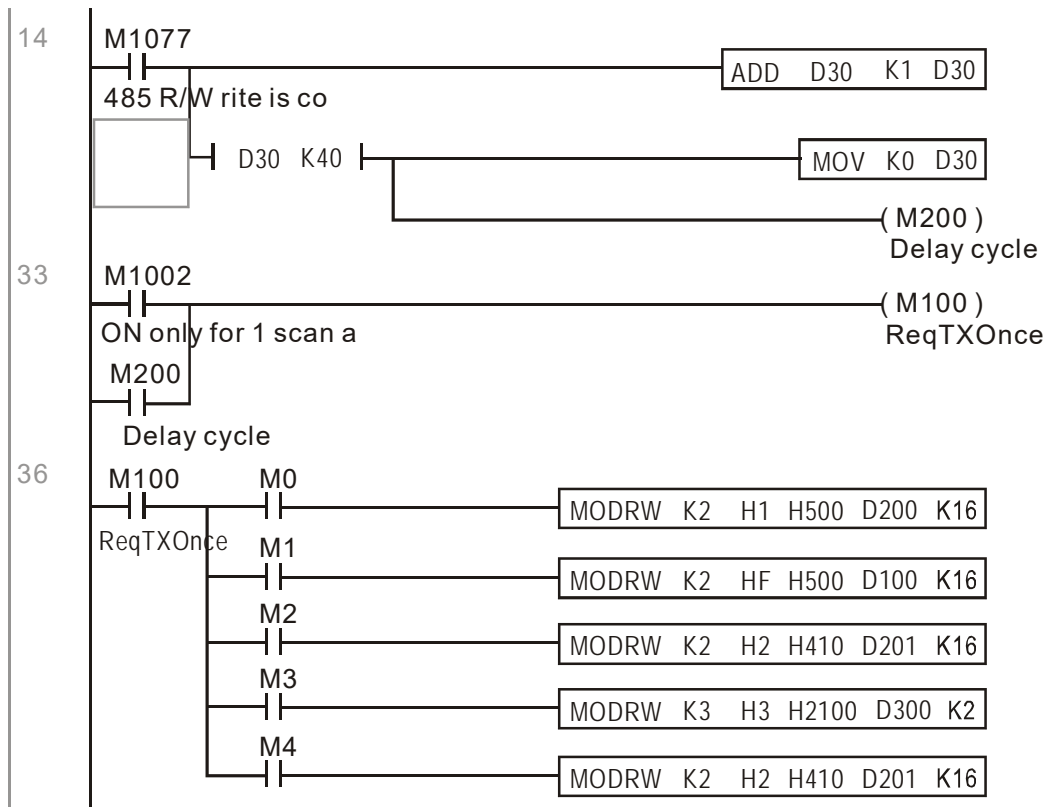 14
M1077
ADD D30 K1 D30
485 R/W rite is co
D30 K40
MOV K0 D30
( M200 )
Delay cycle
33
M1002
( M100 )
ON only for 1 scan a
ReqTXOnce
M200
Delay cycle
36
M100 M0
MODRW K2 H1 H500 D200 K16
ReqTXOnce
M1
MODRW K2 HF H500 D100 K16
M2
MODRW K2 H2 H410 D201 K16
M3
MODRW K3 H3 H2100 D300 K2
M4
MODRW K2 H2 H410 D201 K16